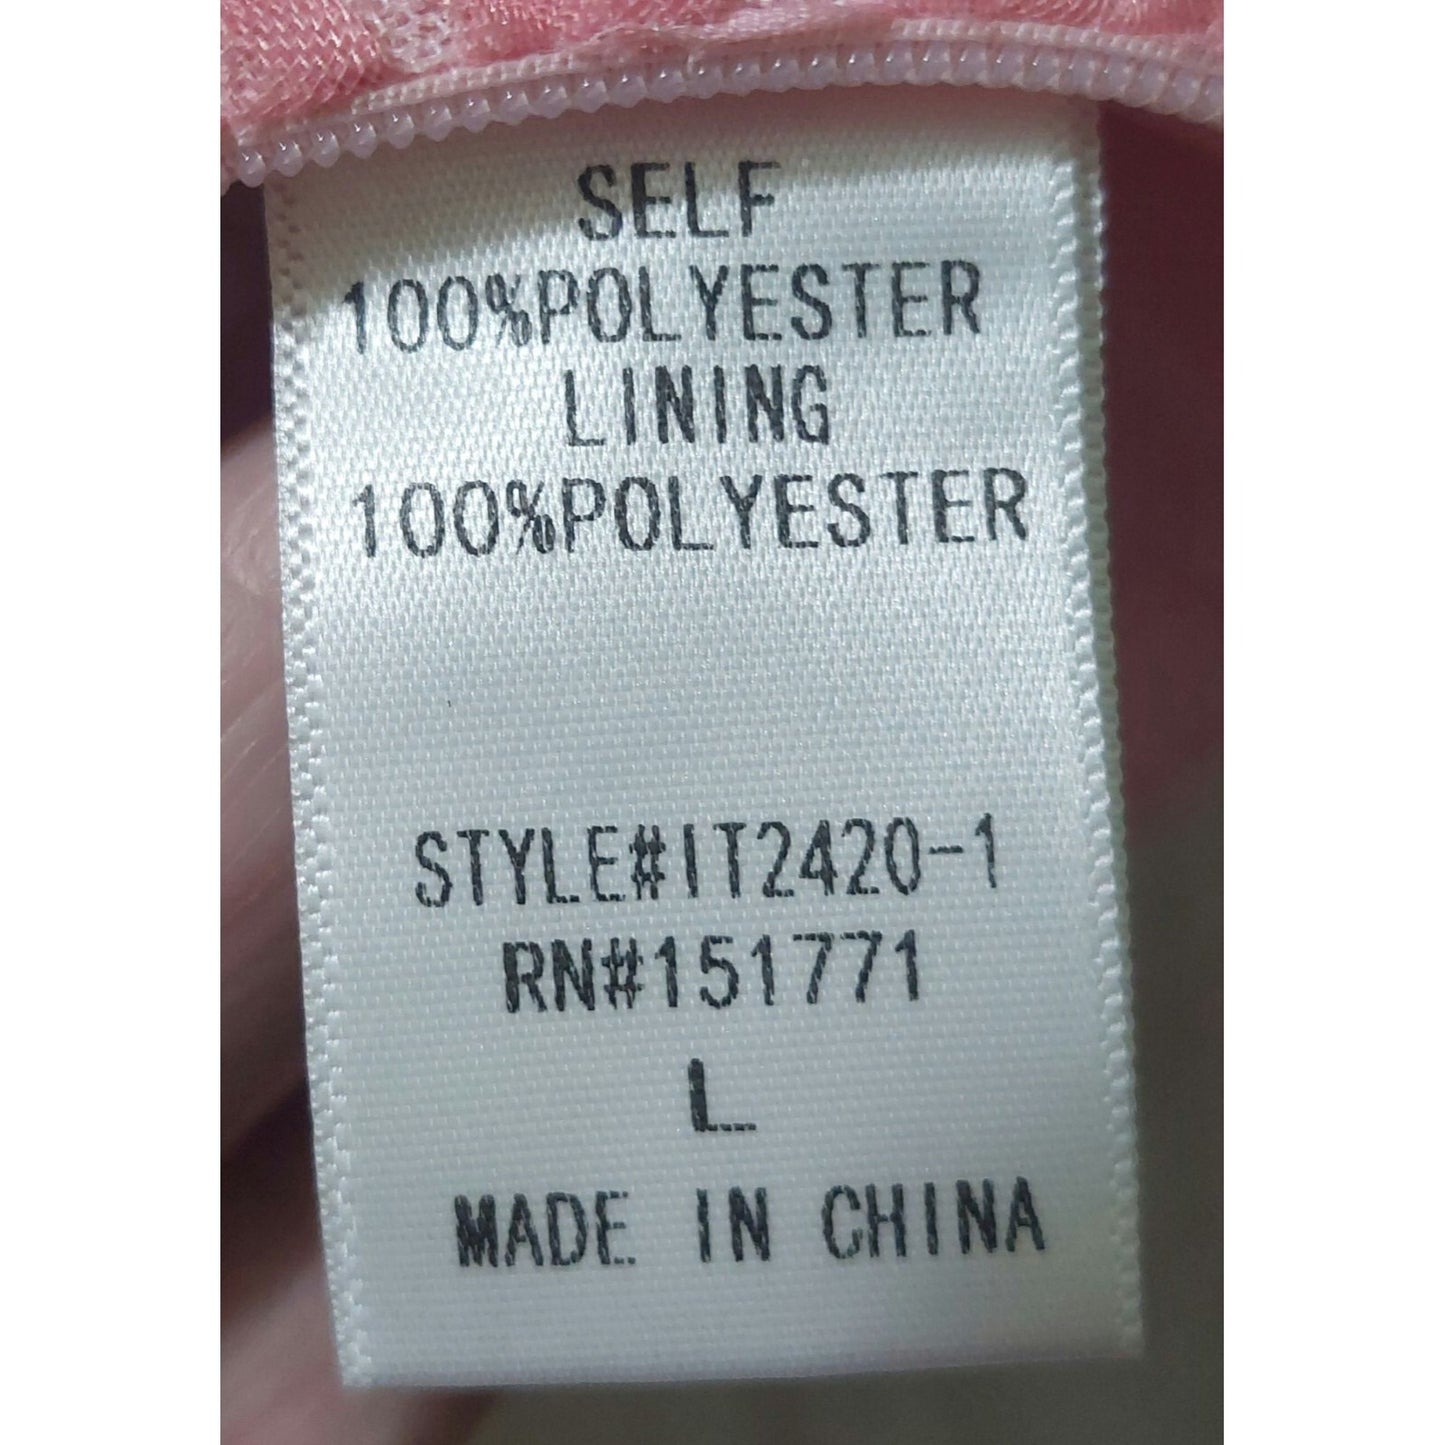 SELF
100%POLYESTER
LINING
100%POLYESTER
STYLE#IT2420-1
RN#151771
L
MADE IN CHINA